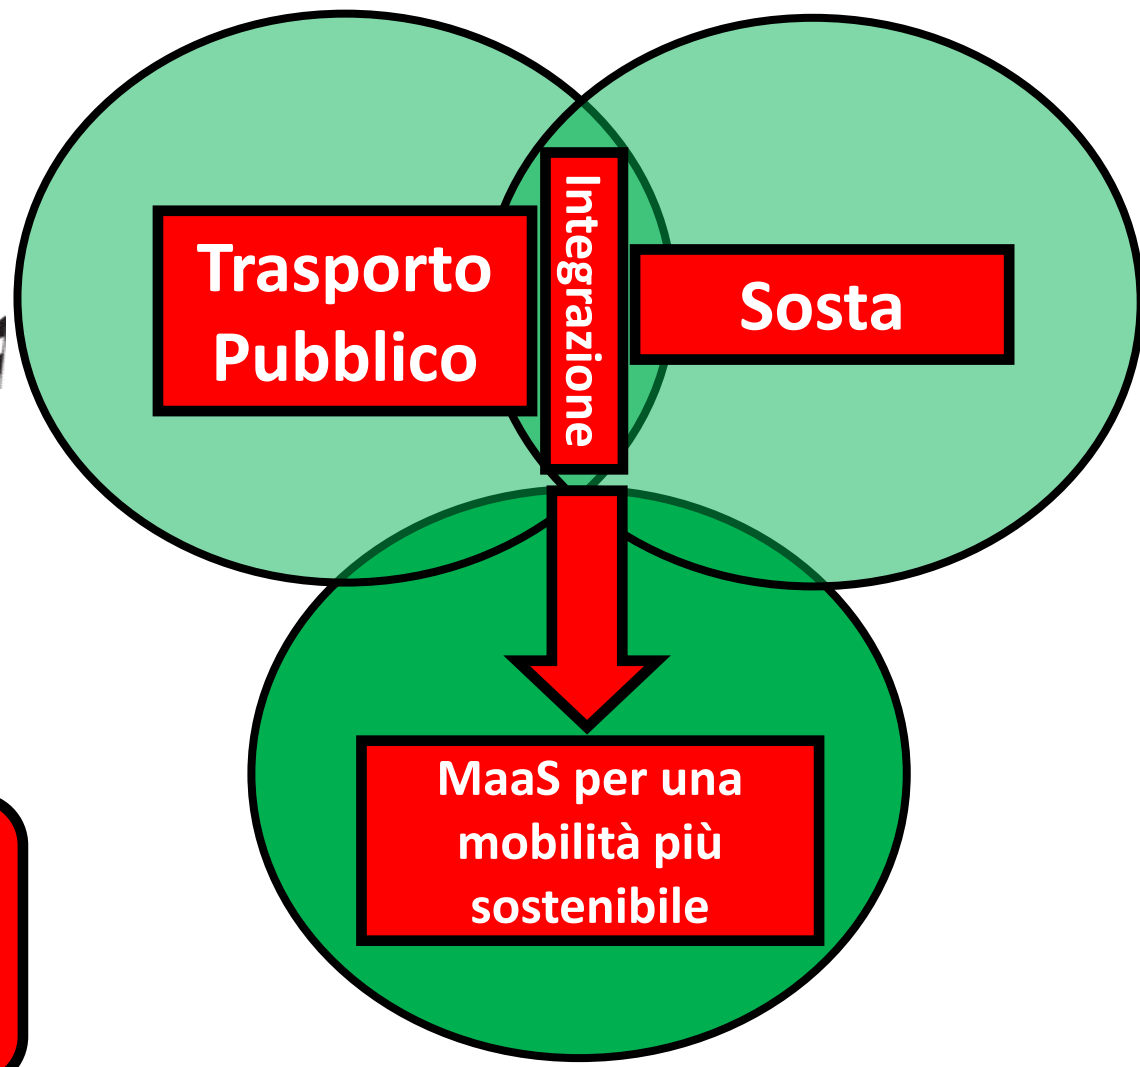 Trasporto
Pubblico
Integrazione
Sosta
MaaS per una
mobilità più
sostenibile